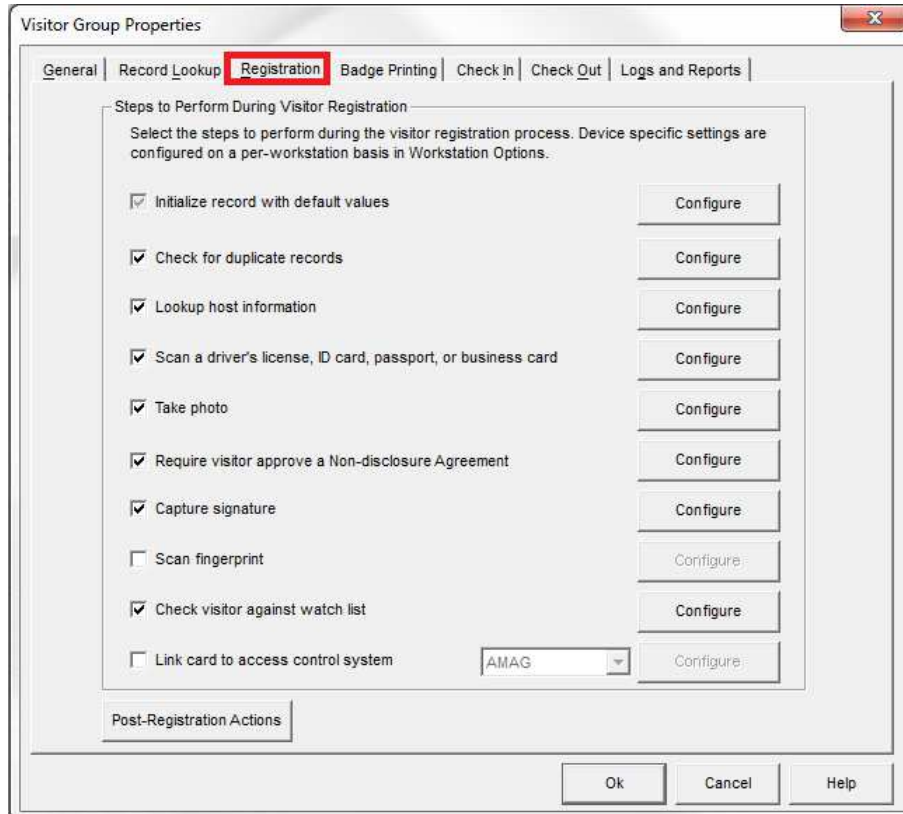 Visitor Group Properties
General Record Lookup Registration Badge Printing Check In Check Out Logs and Reports
Steps to Perform During Visitor Registration
Select the steps to perform during the visitor registration process. Device specific settings are
configured on a per-workstation basis in Workstation Options.
Initialize record with default values Configure
Check for duplicate records Configure
Lookup host information Configure
Scan a driver's license, ID card, passport, or business card Configure
Take photo Configure
Require visitor approve a Non-disclosure Agreement Configure
Capture signature Configure
Scan fingerprint Configure
Check visitor against watch list Configure
Link card to access control system AMAG Configure
Post-Registration Actions
Ok Cancel Help